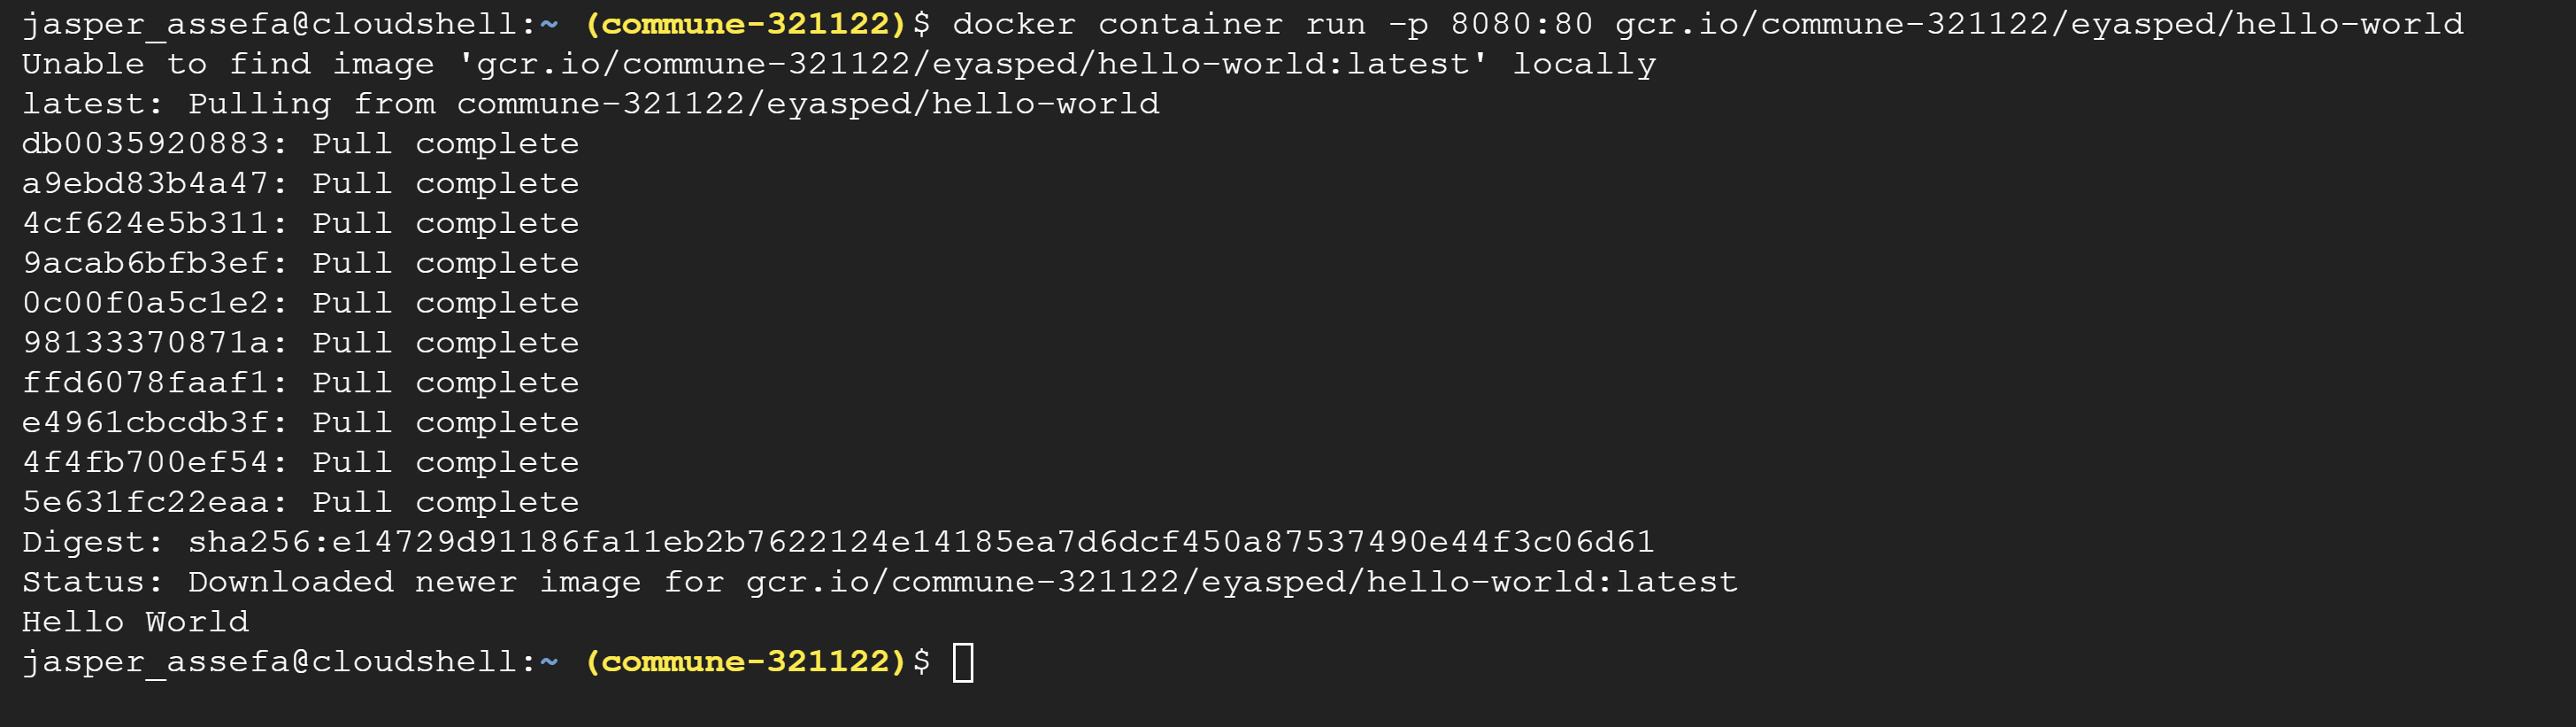 jasper_assefa@cloudshell:~ (commune-321122)$ docker container run -p 8080:80 gcr.io/commune-321122/eyasped/hello-world
Unable to find image 'gcr.io/commune-321122/eyasped/hello-world:latest' locally
latest: Pulling from commune-321122/eyasped/hello-world
db0035920883: Pull complete
a9ebd83b4a47: Pull complete
4cf624e5b311: Pull complete
9acab6bfb3ef: Pull complete
0c00f0a5c1e2: Pull complete
98133370871a: Pull complete
ffd6078faaf1: Pull complete
e4961cbcdb3f: Pull complete
4f4fb700ef54: Pull complete
5e631fc22eaa: Pull complete
Digest: sha256:e14729d91186fa11eb2b7622124e14185ea7d6dcf450a87537490e44f3c06d61
Status: Downloaded newer image for gcr.io/commune-321122/eyasped/hello-world:latest
Hello World
jasper_assefa@cloudshell:~ (commune-321122)$